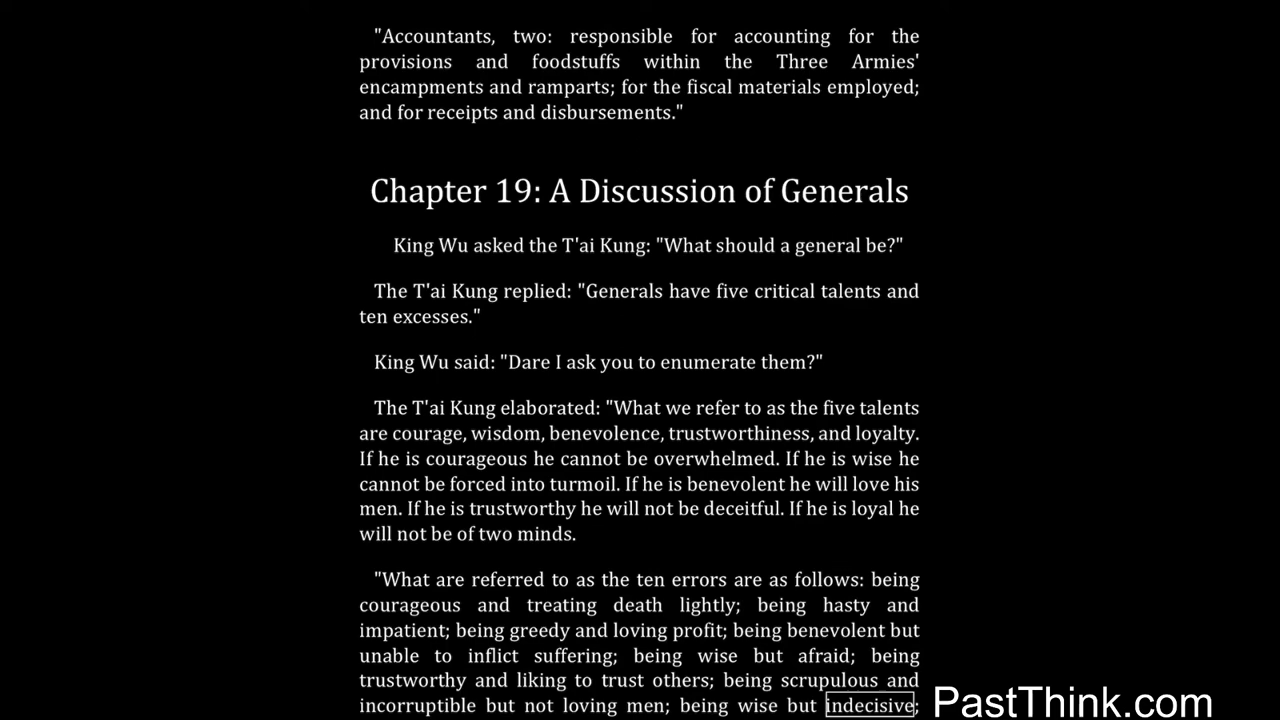 "Accountants, two: responsible for accounting for the
provisions and foodstuffs within the Three Armies'
encampments and ramparts; for the fiscal materials employed;
and for receipts and disbursements."
Chapter 19: A Discussion of Generals
King Wu asked the T'ai Kung: "What should a general be?"
The T'ai Kung replied: "Generals have five critical talents and
ten excesses."
King Wu said: "Dare I ask you to enumerate them?"
The T'ai Kung elaborated: "What we refer to as the five talents
are courage, wisdom, benevolence, trustworthiness, and loyalty.
If he is courageous he cannot be overwhelmed. If he is wise he
cannot be forced into turmoil. If he is benevolent he will love his
men. If he is trustworthy he will not be deceitful. If he is loyal he
will not be of two minds.
"What are referred to as the ten errors are as follows: being
courageous and treating death lightly; being hasty and
impatient; being greedy and loving profit; being benevolent but
unable to inflict suffering; being wise but afraid; being
trustworthy and liking to trust others; being scrupulous and
incorruptible but not loving men; being wise but indecisive;
PastThink.com